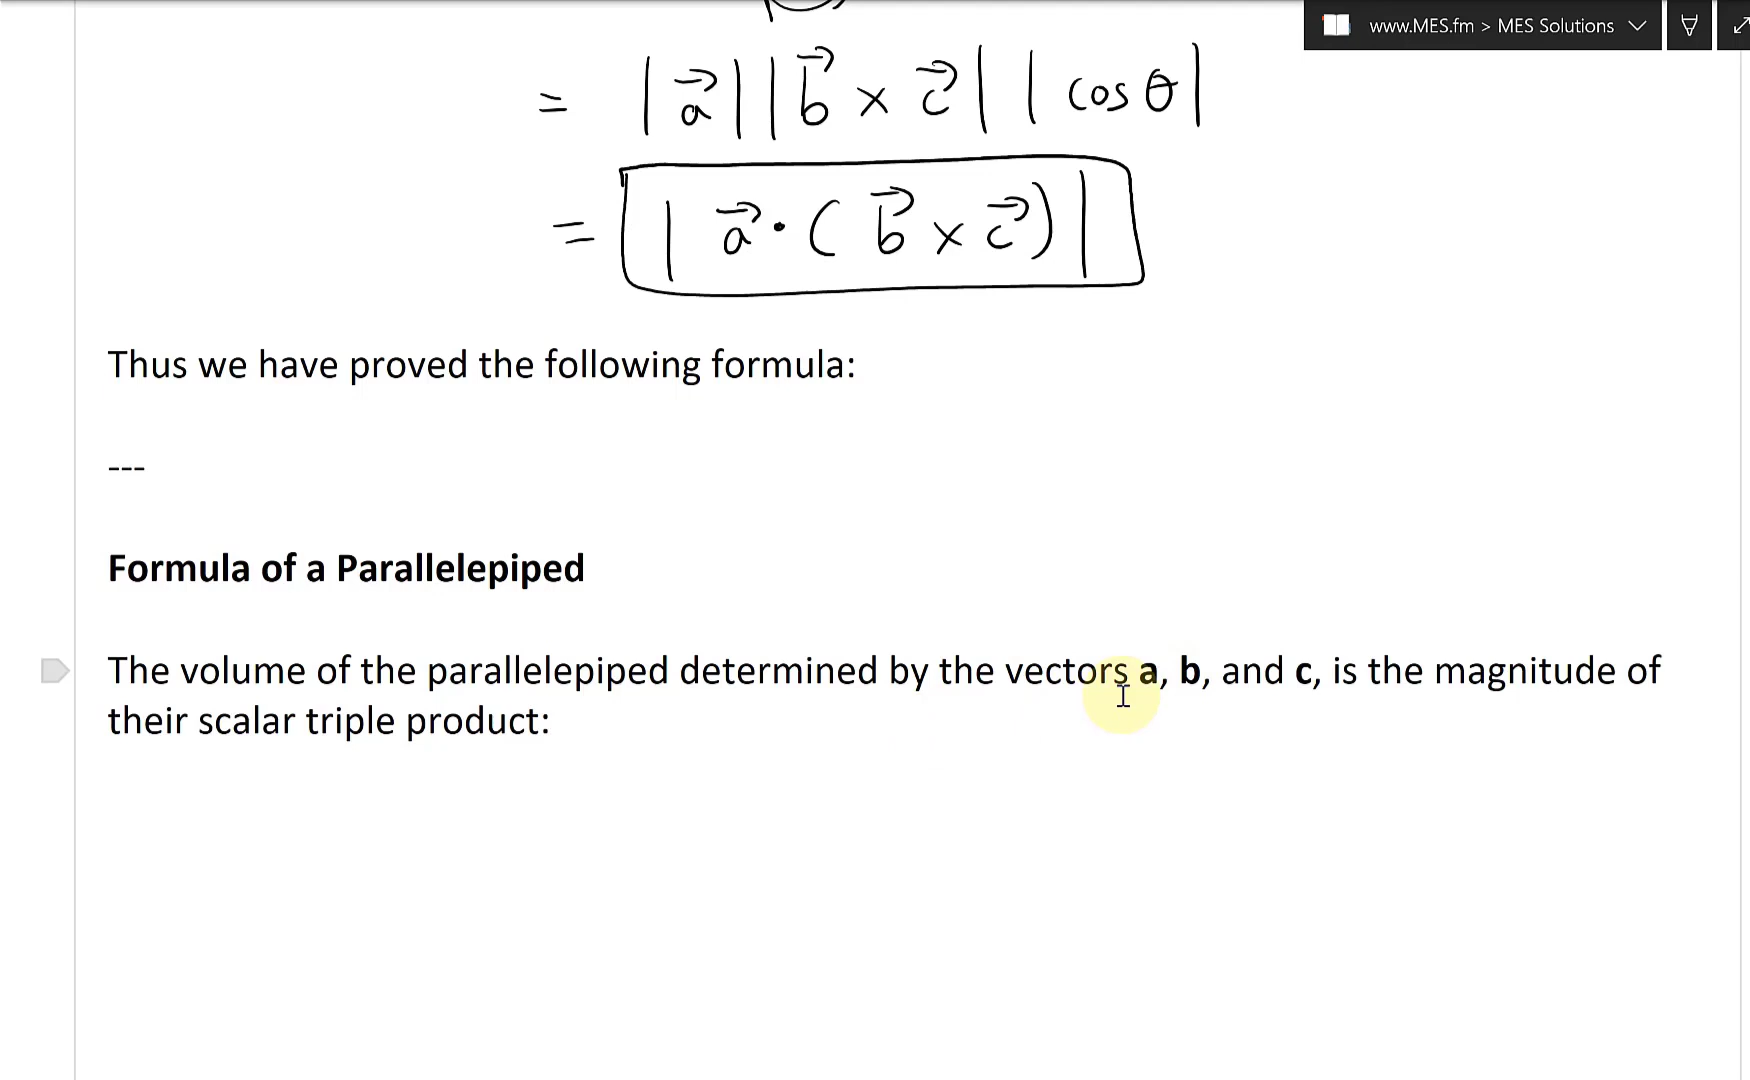 www.MES.fm > MES Solutions
= |a⃗||b⃗ × c⃗||cos θ|
= |a⃗ · (b⃗ × c⃗)|
Thus we have proved the following formula:
---
Formula of a Parallelepiped
The volume of the parallelepiped determined by the vectors a, b, and c, is the magnitude of
their scalar triple product: